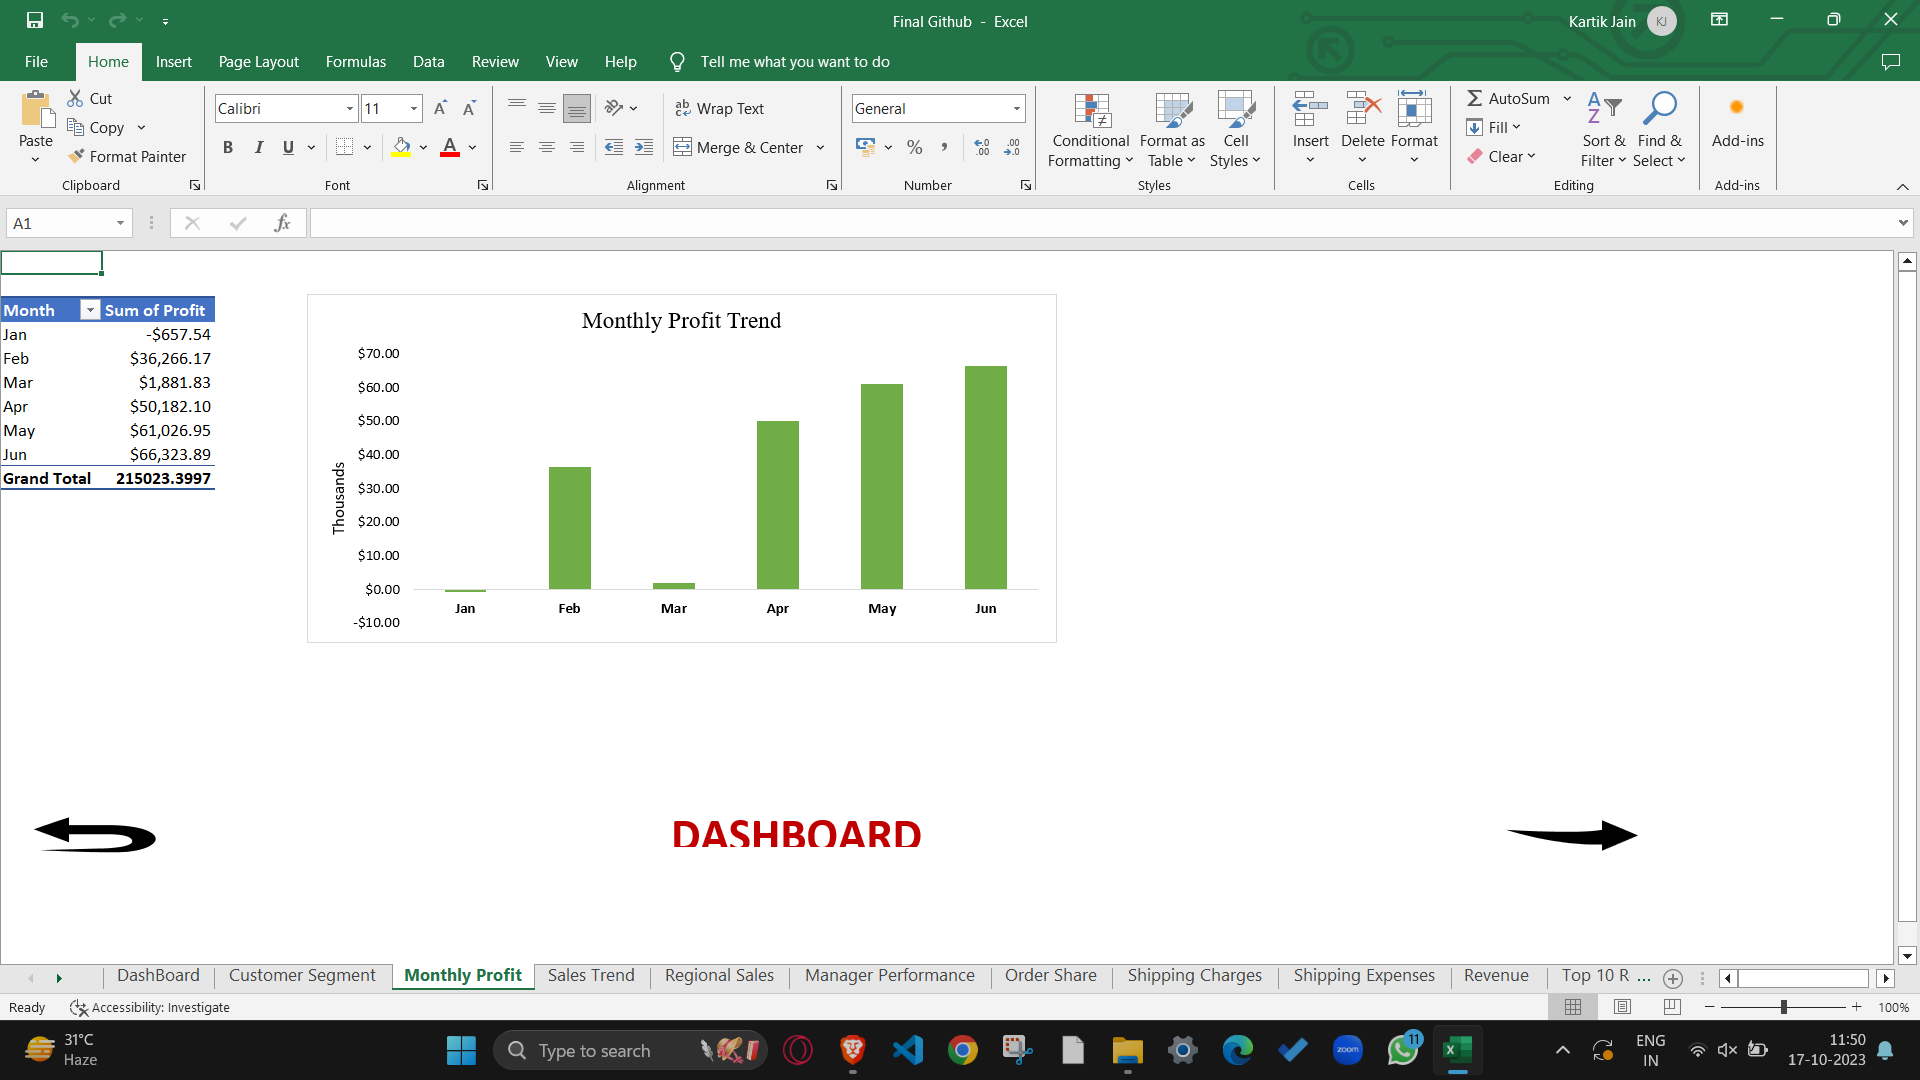 Final Github - Excel
Kartik Jain KJ
File Home Insert Page Layout Formulas Data Review View Help Tell me what you want to do
Paste Cut Copy Format Painter
Clipboard
Calibri 11
B I U A
Font
ab Wrap Text
Merge & Center
Alignment
General
% ,
Number
Conditional Formatting
Format as Table
Cell Styles
Styles
Insert Delete Format
Cells
AutoSum
Fill
Clear
Sort & Filter
Find & Select
Editing
Add-ins
Add-ins
A1
fx
Month Sum of Profit
Jan -$657.54
Feb $36,266.17
Mar $1,881.83
Apr $50,182.10
May $61,026.95
Jun $66,323.89
Grand Total 215023.3997
Monthly Profit Trend
Thousands
$70.00
$60.00
$50.00
$40.00
$30.00
$20.00
$10.00
$0.00
-$10.00
Jan Feb Mar Apr May Jun
DASHBOARD
DashBoard Customer Segment Monthly Profit Sales Trend Regional Sales Manager Performance Order Share Shipping Charges Shipping Expenses Revenue Top 10 R ...
Ready Accessibility: Investigate
100%
31°C
Haze
Type to search
zoom
11
ENG
IN
11:50
17-10-2023